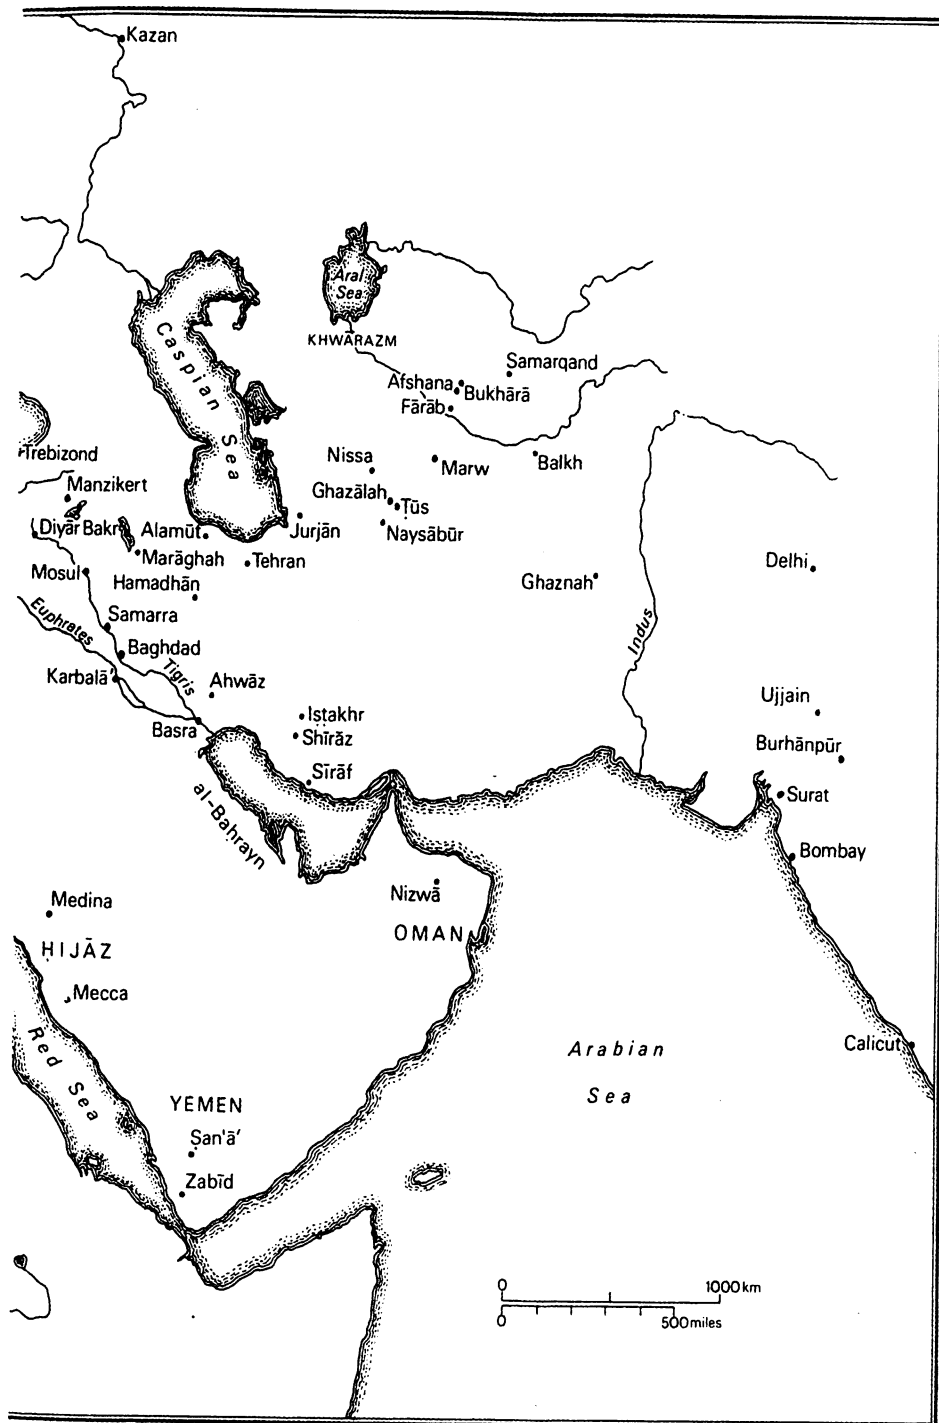 Kazan
Aral
Sea
KHWĀRAZM
Caspian Sea
Samarqand
Afshana
Bukhārā
Fārāb
Trebizond
Nissa
Marw
Balkh
Manzikert
Ghazālah
Ṭūs
Diyār Bakr
Alamūt
Jurjān
Naysābūr
Marāghah
Tehran
Delhi
Mosul
Hamadhān
Ghaznah
Euphrates
Samarra
Indus
Baghdad
Karbalā'
Tigris
Ahwāz
Ujjain
Basra
Iṣṭakhr
Shīrāz
Burhānpūr
Sīrāf
al-Bahrayn
Surat
Bombay
Medina
Nizwā
OMAN
ḤIJĀZ
Mecca
Red Sea
Arabian
Sea
Calicut
YEMEN
Ṣan'ā'
Zabīd
0 1000 km
0 500 miles